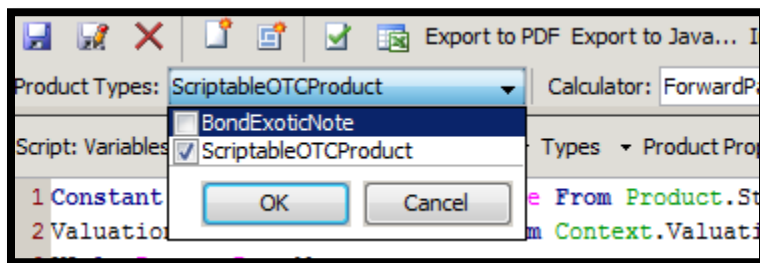 Export to PDF Export to Java...
Product Types: ScriptableOTCProduct Calculator: ForwardPa
BondExoticNote
Script: Variables Types Product Prop
ScriptableOTCProduct
1 Constant e From Product.St
OK Cancel
2 Valuation m Context.Valuati